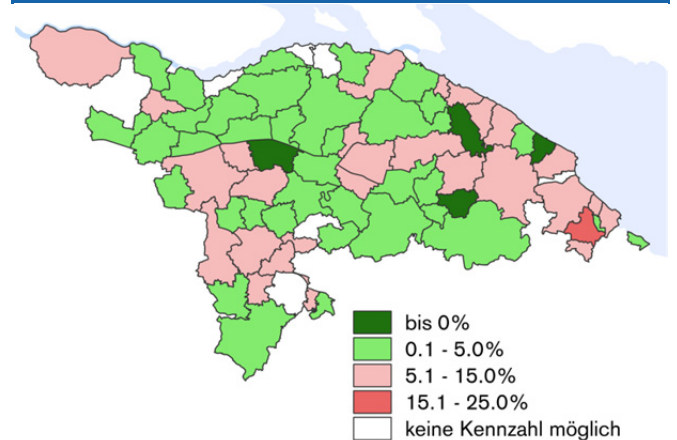 bis 0%
0.1 - 5.0%
5.1 - 15.0%
15.1 - 25.0%
keine Kennzahl möglich